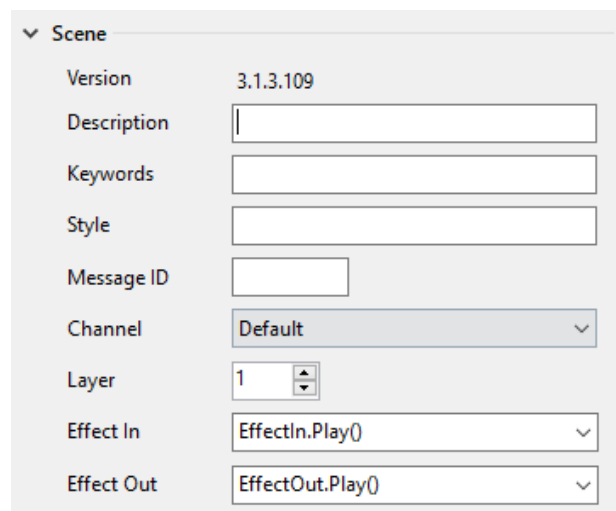 Scene
Version 3.1.3.109
Description
Keywords
Style
Message ID
Channel Default
Layer 1
Effect In EffectIn.Play()
Effect Out EffectOut.Play()